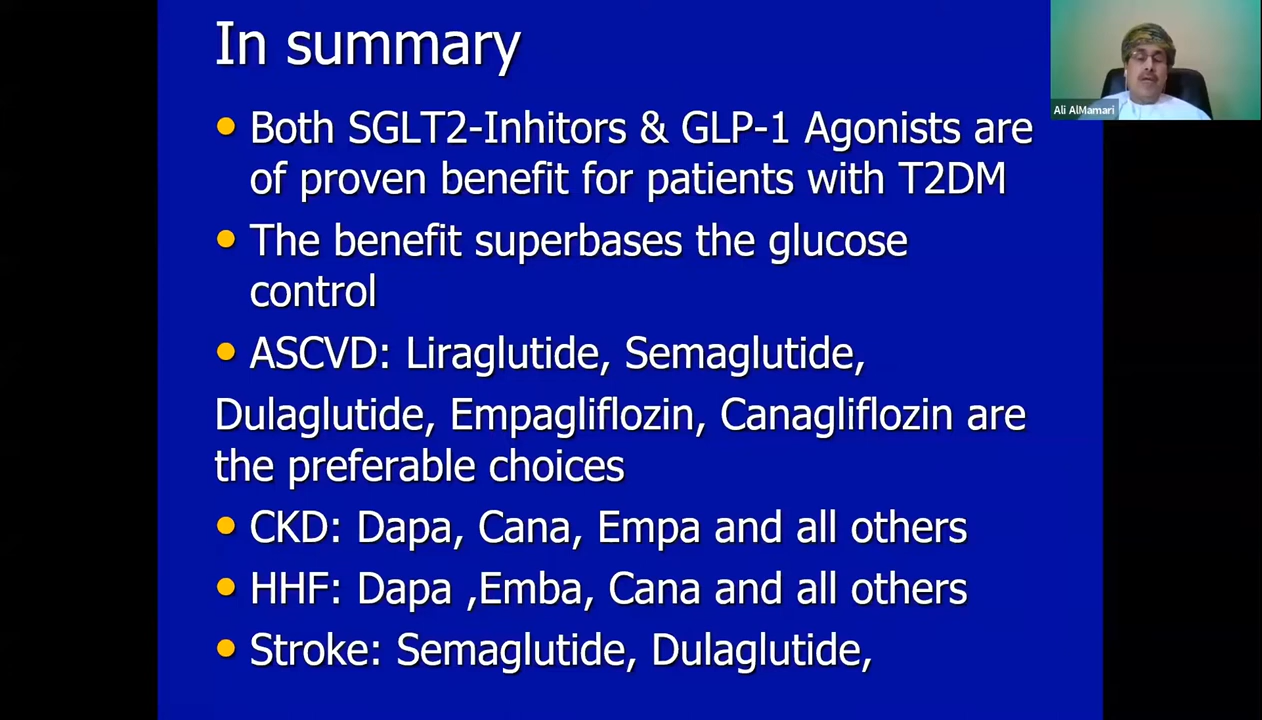 In summary
Ali AlMamari
• Both SGLT2-Inhitors & GLP-1 Agonists are
of proven benefit for patients with T2DM
• The benefit superbases the glucose
control
• ASCVD: Liraglutide, Semaglutide,
Dulaglutide, Empagliflozin, Canagliflozin are
the preferable choices
• CKD: Dapa, Cana, Empa and all others
• HHF: Dapa ,Emba, Cana and all others
• Stroke: Semaglutide, Dulaglutide,